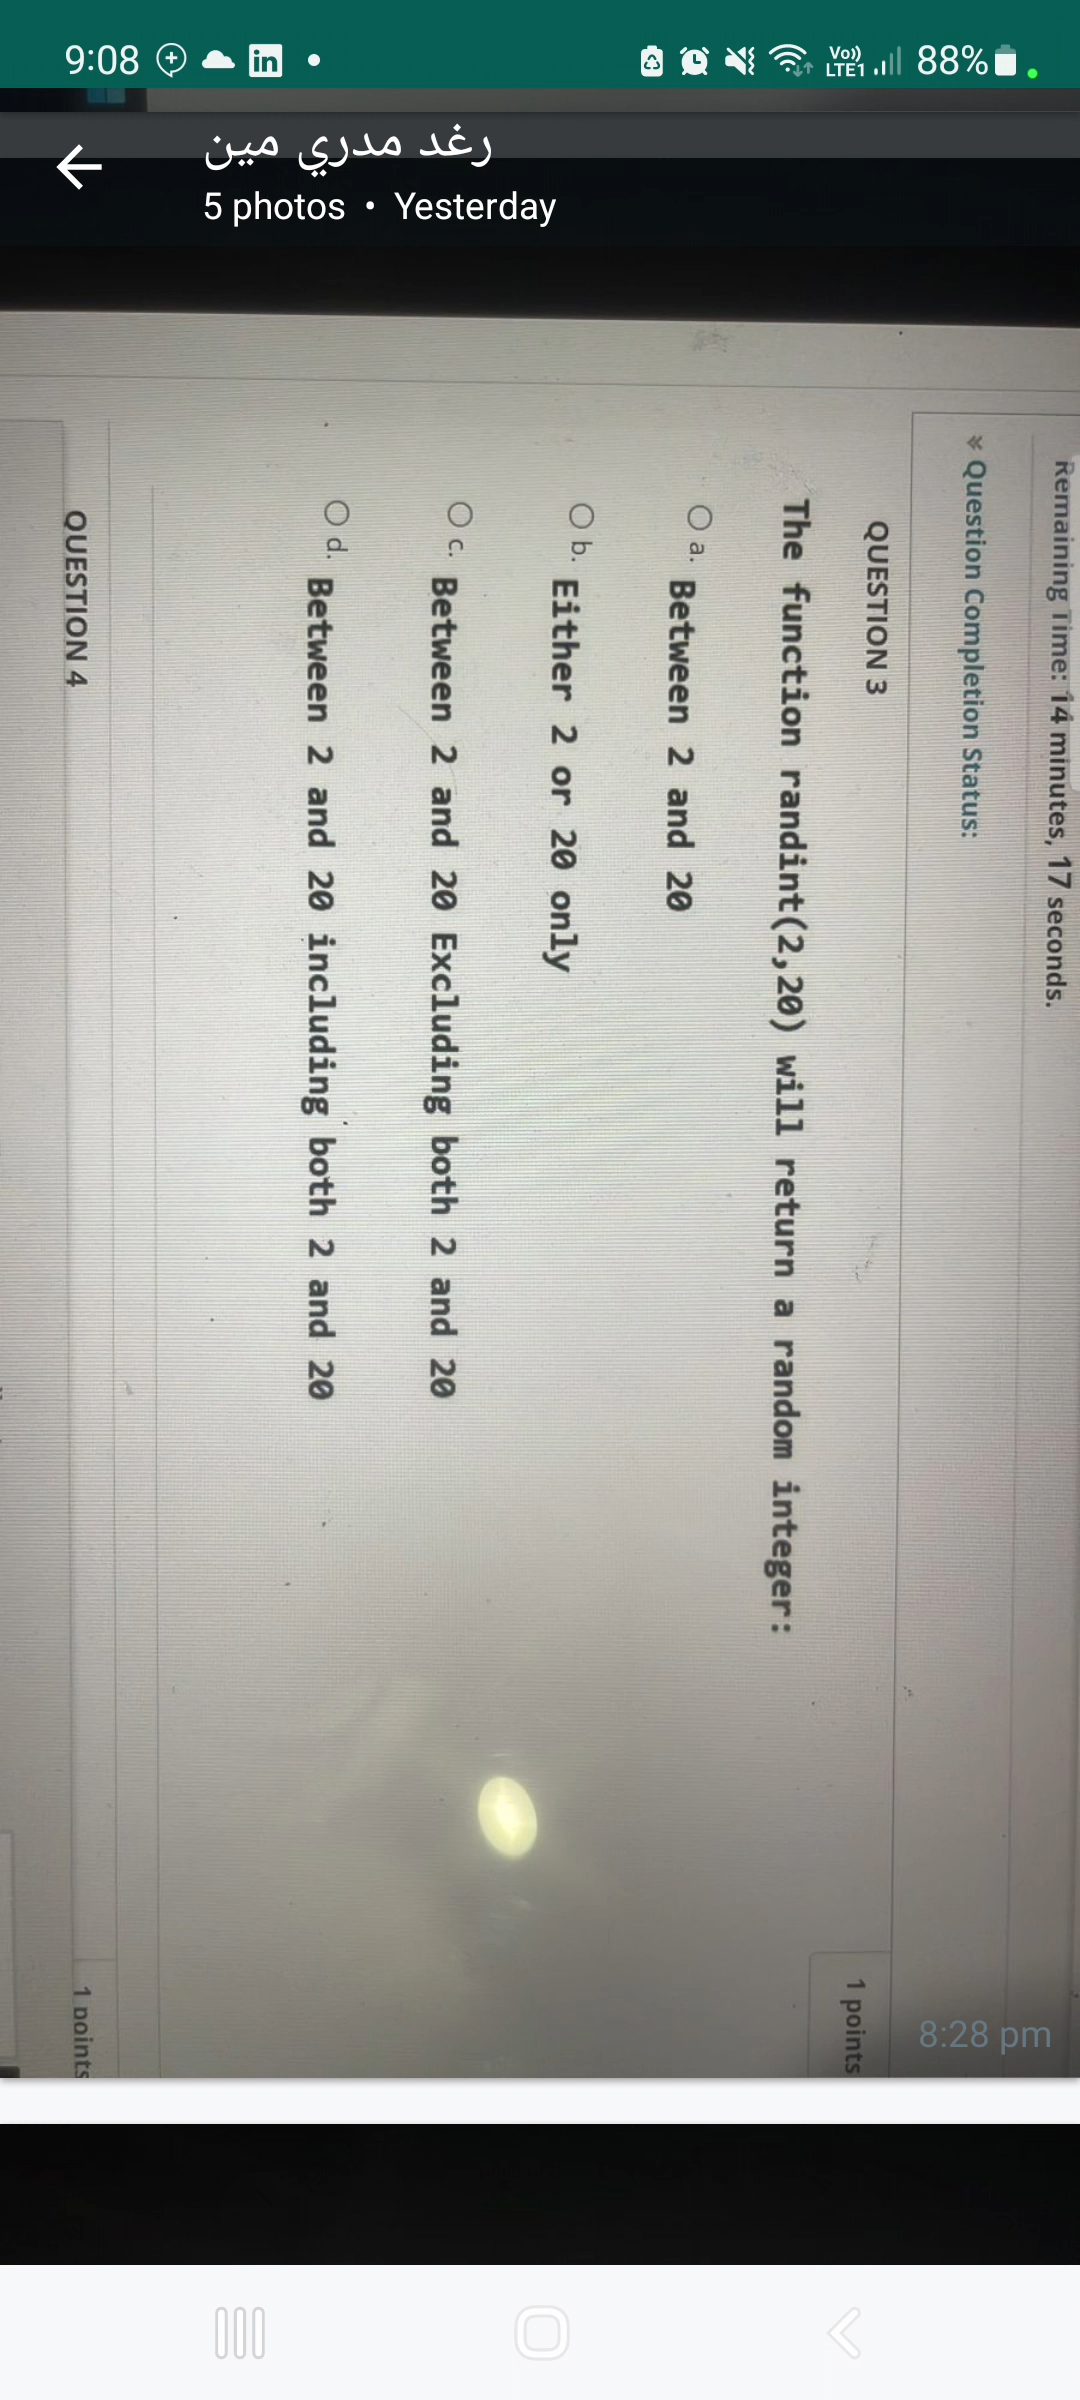 9:08
in
Vo))
LTE1
88%
رغد مدري مين
5 photos • Yesterday
Remaining Time: 14 minutes, 17 seconds.
Question Completion Status:
QUESTION 3
1 points
The function randint(2,20) will return a random integer:
a. Between 2 and 20
b. Either 2 or 20 only
c. Between 2 and 20 Excluding both 2 and 20
d. Between 2 and 20 including both 2 and 20
QUESTION 4
1 points
8:28 pm